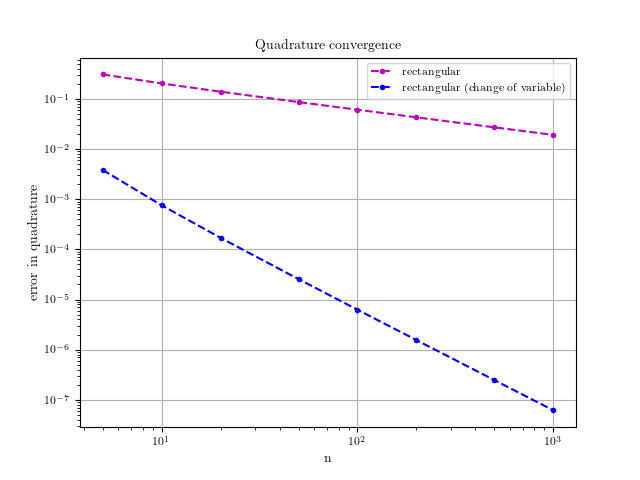 Quadrature convergence
rectangular
rectangular (change of variable)
error in quadrature
10^-1
10^-2
10^-3
10^-4
10^-5
10^-6
10^-7
10^1
10^2
10^3
n